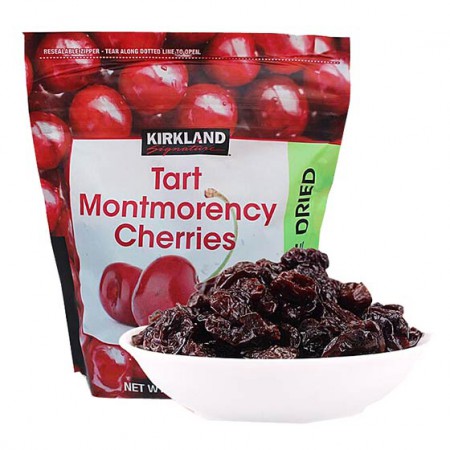 RESEALABLE ZIPPER - TEAR ALONG DOTTED LINE TO OPEN.
KIRKLAND
Signature
Tart
Montmorency
Cherries
DRIED
NET